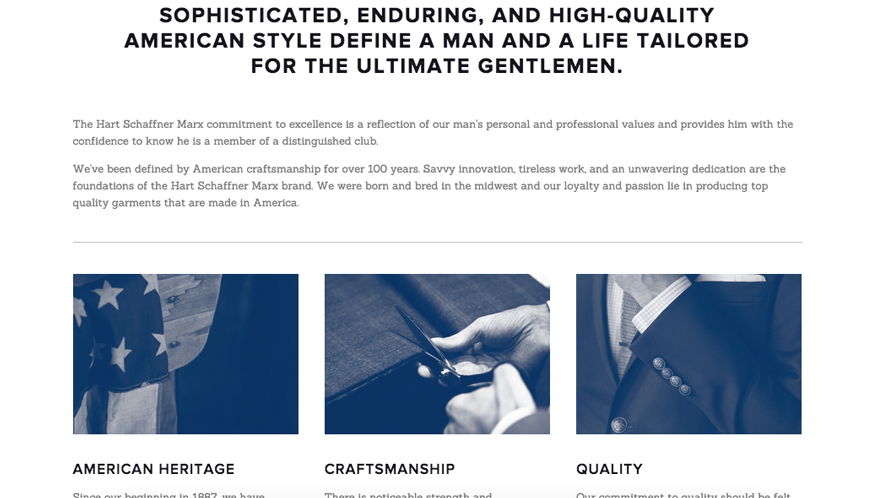 SOPHISTICATED, ENDURING, AND HIGH-QUALITY
AMERICAN STYLE DEFINE A MAN AND A LIFE TAILORED
FOR THE ULTIMATE GENTLEMEN.
The Hart Schaffner Marx commitment to excellence is a reflection of our man's personal and professional values and provides him with the
confidence to know he is a member of a distinguished club.
We've been defined by American craftsmanship for over 100 years. Savvy innovation, tireless work, and an unwavering dedication are the
foundations of the Hart Schaffner Marx brand. We were born and bred in the midwest and our loyalty and passion lie in producing top
quality garments that are made in America.
AMERICAN HERITAGE
CRAFTSMANSHIP
QUALITY
Since our beginning in 1887, we have
There is noticeable strength and
Our commitment to quality should be felt